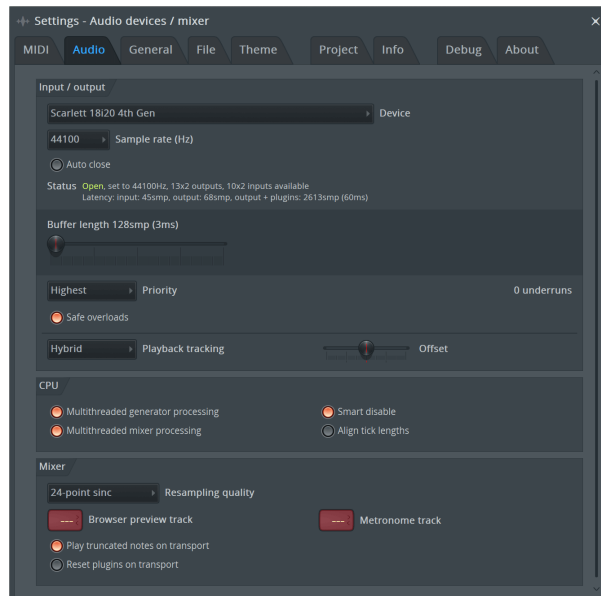 Settings - Audio devices / mixer
MIDI Audio General File Theme Project Info Debug About
Input / output
Scarlett 18i20 4th Gen Device
44100 Sample rate (Hz)
Auto close
Status Open, set to 44100Hz, 13x2 outputs, 10x2 inputs available
Latency: input: 45smp, output: 68smp, output + plugins: 2613smp (60ms)
Buffer length 128smp (3ms)
Highest Priority 0 underruns
Safe overloads
Hybrid Playback tracking Offset
CPU
Multithreaded generator processing Smart disable
Multithreaded mixer processing Align tick lengths
Mixer
24-point sinc Resampling quality
--- Browser preview track --- Metronome track
Play truncated notes on transport
Reset plugins on transport